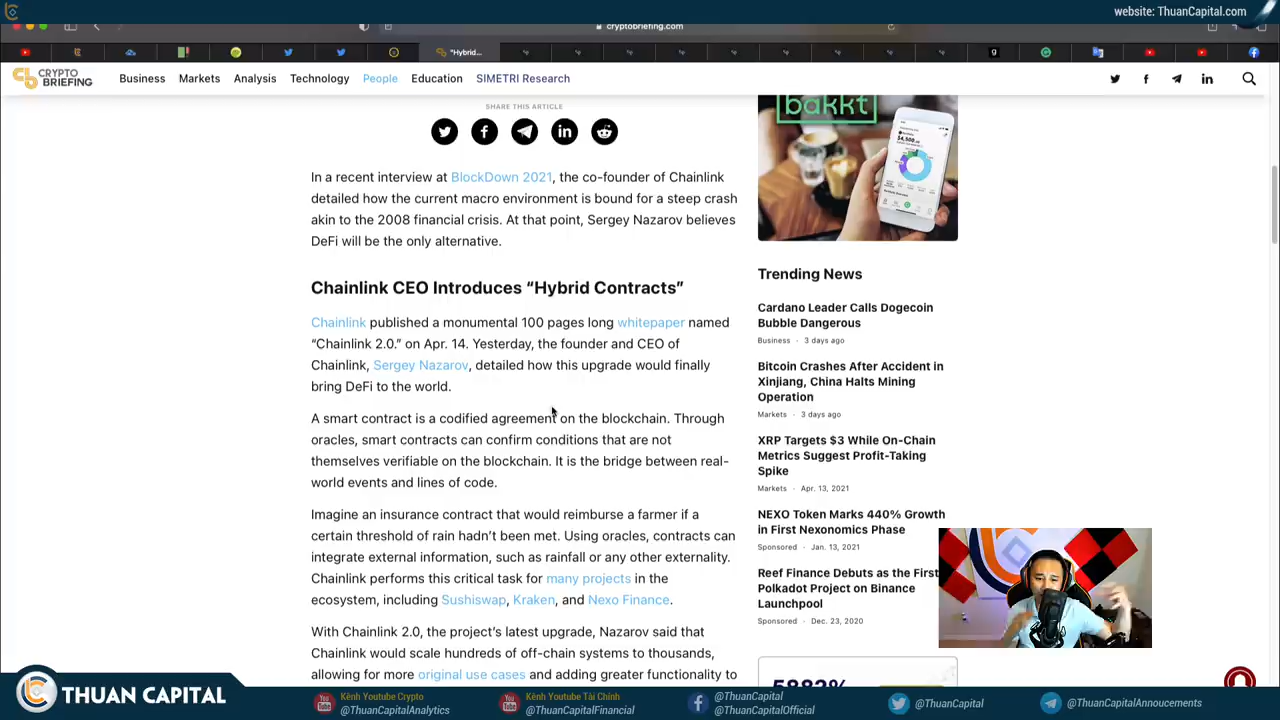 website: ThuanCapital.com
cryptobriefing.com
"Hybrid...
CRYPTO
BRIEFING
Business
Markets
Analysis
Technology
People
Education
SIMETRI Research
SHARE THIS ARTICLE
In a recent interview at BlockDown 2021, the co-founder of Chainlink
detailed how the current macro environment is bound for a steep crash
akin to the 2008 financial crisis. At that point, Sergey Nazarov believes
DeFi will be the only alternative.
Chainlink CEO Introduces “Hybrid Contracts”
Chainlink published a monumental 100 pages long whitepaper named
“Chainlink 2.0.” on Apr. 14. Yesterday, the founder and CEO of
Chainlink, Sergey Nazarov, detailed how this upgrade would finally
bring DeFi to the world.
A smart contract is a codified agreement on the blockchain. Through
oracles, smart contracts can confirm conditions that are not
themselves verifiable on the blockchain. It is the bridge between real-
world events and lines of code.
Imagine an insurance contract that would reimburse a farmer if a
certain threshold of rain hadn’t been met. Using oracles, contracts can
integrate external information, such as rainfall or any other externality.
Chainlink performs this critical task for many projects in the
ecosystem, including Sushiswap, Kraken, and Nexo Finance.
With Chainlink 2.0, the project’s latest upgrade, Nazarov said that
Chainlink would scale hundreds of off-chain systems to thousands,
allowing for more original use cases and adding greater functionality to
bakkt
Trending News
Cardano Leader Calls Dogecoin
Bubble Dangerous
Business · 3 days ago
Bitcoin Crashes After Accident in
Xinjiang, China Halts Mining
Operation
Markets · 3 days ago
XRP Targets $3 While On-Chain
Metrics Suggest Profit-Taking
Spike
Markets · Apr. 13, 2021
NEXO Token Marks 440% Growth
in First Nexonomics Phase
Sponsored · Jan. 13, 2021
Reef Finance Debuts as the First
Polkadot Project on Binance
Launchpool
Sponsored · Dec. 23, 2020
THUAN CAPITAL
Kênh Youtube Crypto
@ThuanCapitalAnalytics
Kênh Youtube Tài Chính
@ThuanCapitalFinancial
@ThuanCapital
@ThuanCapitalOfficial
@ThuanCapital
@ThuanCapitalAnnoucements